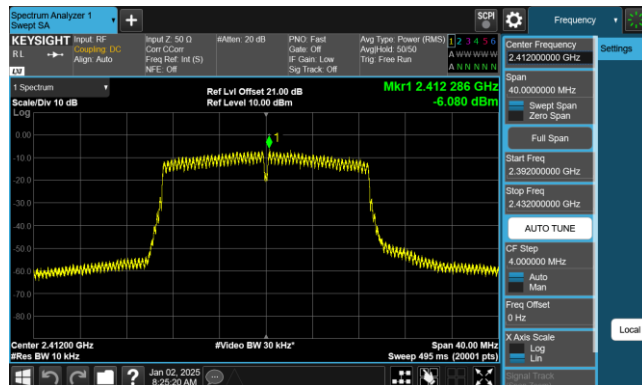 Spectrum Analyzer 1
Swept SA
+
SCPI
Frequency
KEYSIGHT
RL
LM
Input: RF
Coupling: DC
Align: Auto
Input Z: 50 Ω
Corr CCorr
Freq Ref: Int (S)
NFE: Off
#Atten: 20 dB
PNO: Fast
Gate: Off
IF Gain: Low
Sig Track: Off
Avg Type: Power (RMS)
Avg|Hold: 50/50
Trig: Free Run
1 2 3 4 5 6
A W W W W W
A N N N N N
Center Frequency
2.412000000 GHz
Settings
Span
40.0000000 MHz
Swept Span
Zero Span
Full Span
Start Freq
2.392000000 GHz
Stop Freq
2.432000000 GHz
AUTO TUNE
CF Step
4.000000 MHz
Auto
Man
Freq Offset
0 Hz
X Axis Scale
Log
Lin
Signal Track
Local
1 Spectrum
Scale/Div 10 dB
Log
Ref Lvl Offset 21.00 dB
Ref Level 10.00 dBm
Mkr1 2.412 286 GHz
-6.080 dBm
1
0.00
-10.0
-20.0
-30.0
-40.0
-50.0
-60.0
-70.0
-80.0
Center 2.41200 GHz
#Res BW 10 kHz
#Video BW 30 kHz*
Span 40.00 MHz
Sweep 495 ms (20001 pts)
?
Jan 02, 2025
8:25:20 AM